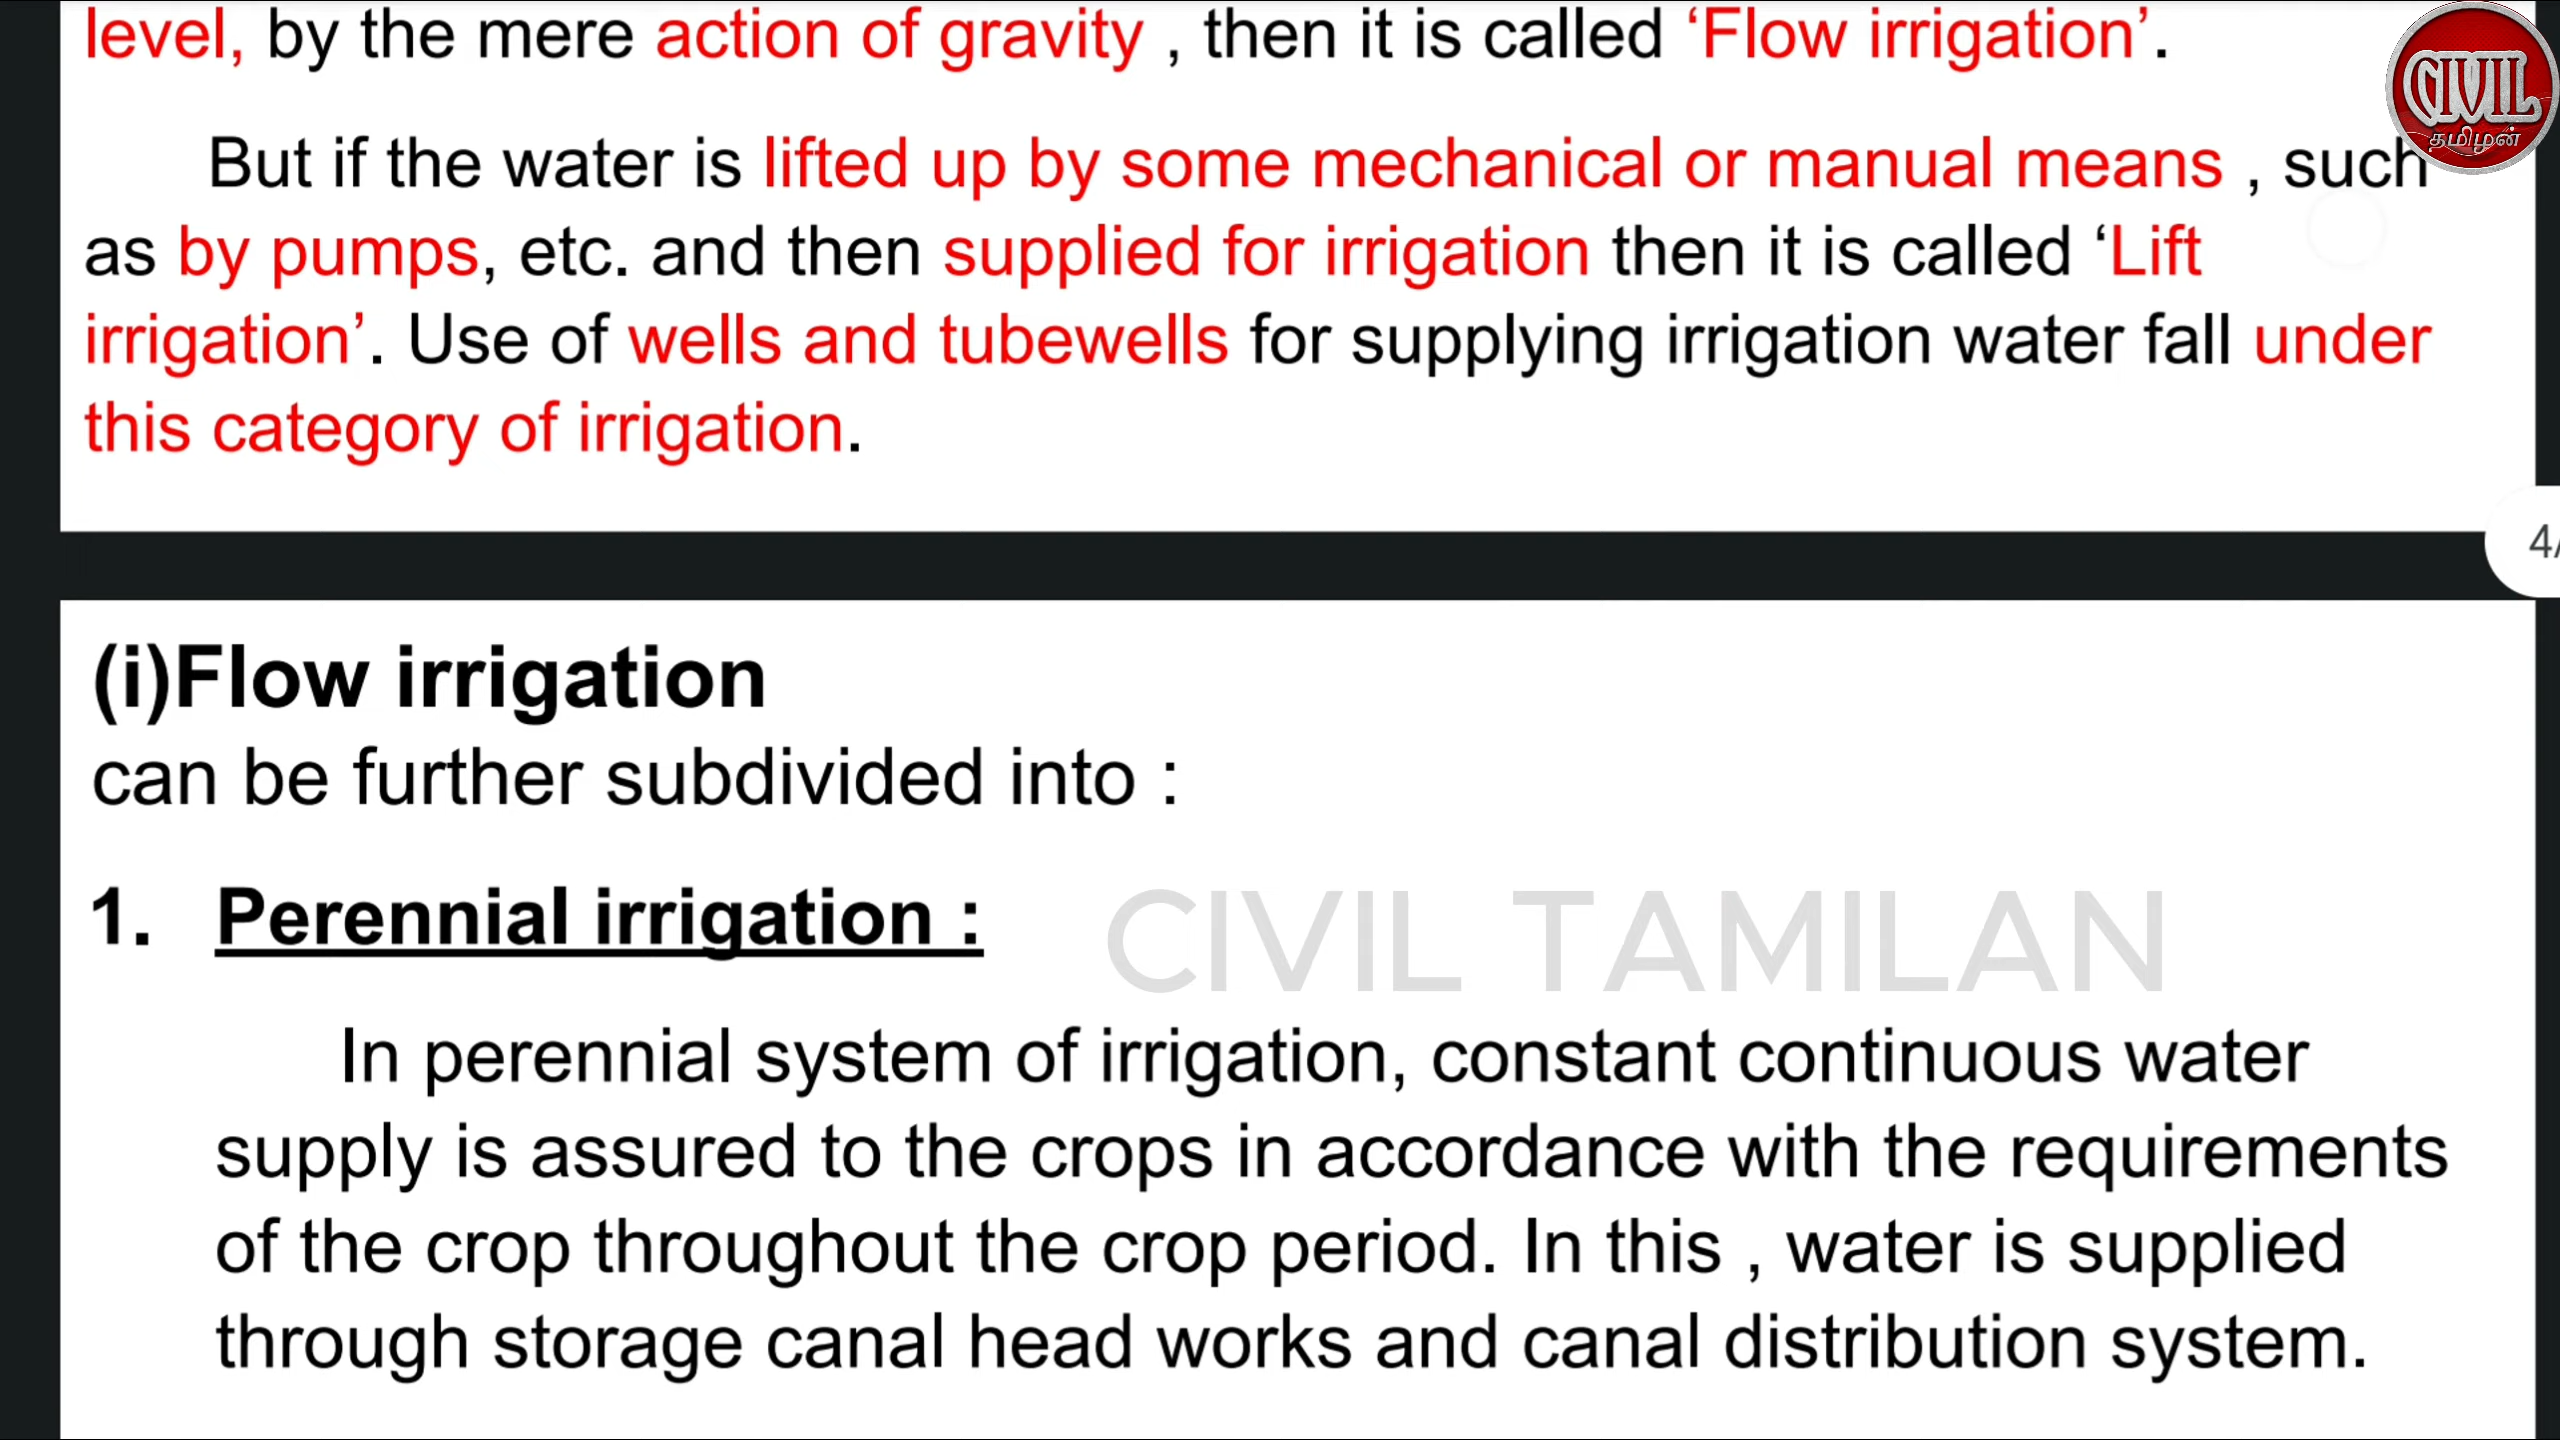 level, by the mere action of gravity , then it is called ‘Flow irrigation’.
CIVIL
தமிழன்
But if the water is lifted up by some mechanical or manual means , such
as by pumps, etc. and then supplied for irrigation then it is called ‘Lift
irrigation’. Use of wells and tubewells for supplying irrigation water fall under
this category of irrigation.
4/
(i)Flow irrigation
can be further subdivided into :
1. Perennial irrigation :
CIVIL TAMILAN
In perennial system of irrigation, constant continuous water
supply is assured to the crops in accordance with the requirements
of the crop throughout the crop period. In this , water is supplied
through storage canal head works and canal distribution system.